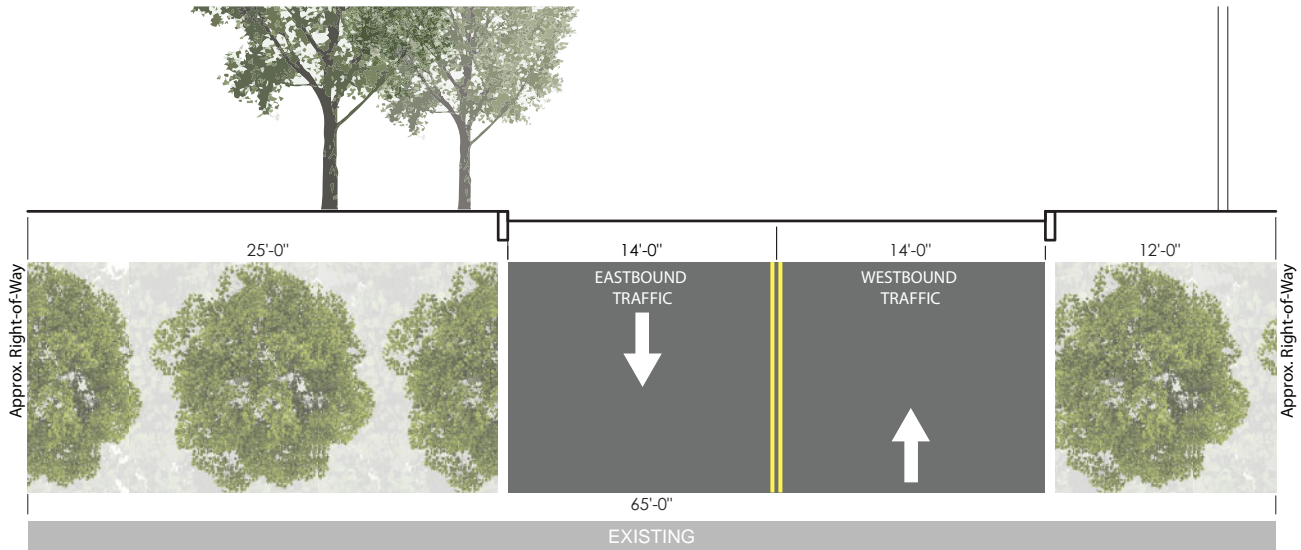 25'-0"
14'-0"
14'-0"
12'-0"
Approx. Right-of-Way
EASTBOUND
TRAFFIC
WESTBOUND
TRAFFIC
Approx. Right-of-Way
65'-0"
EXISTING